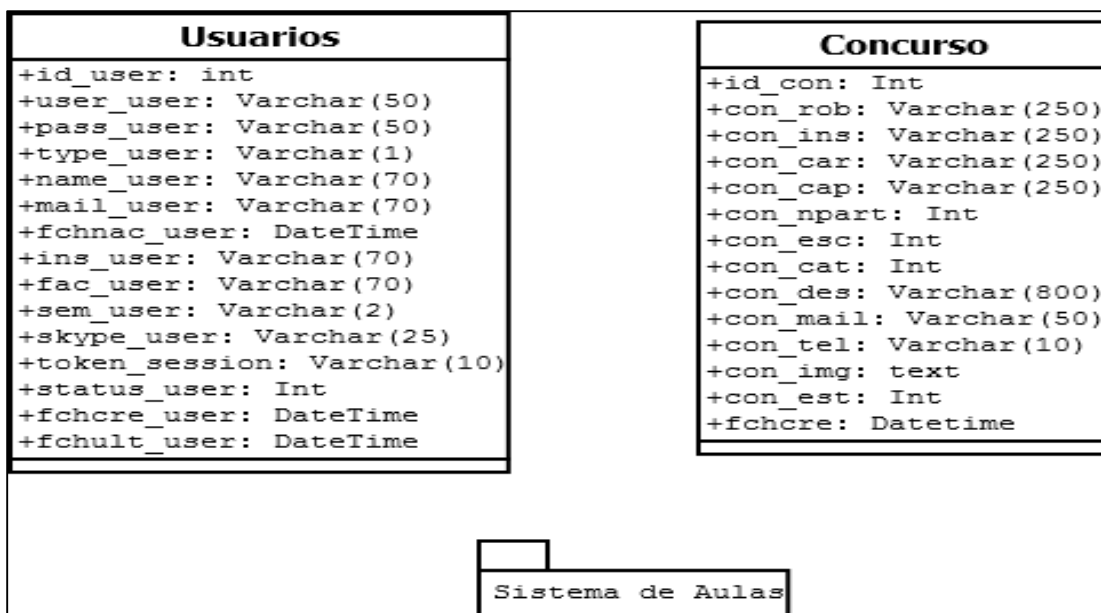 Usuarios
+id_user: int
+user_user: Varchar(50)
+pass_user: Varchar(50)
+type_user: Varchar(1)
+name_user: Varchar(70)
+mail_user: Varchar(70)
+fchnac_user: DateTime
+ins_user: Varchar(70)
+fac_user: Varchar(70)
+sem_user: Varchar(2)
+skype_user: Varchar(25)
+token_session: Varchar(10)
+status_user: Int
+fchcre_user: DateTime
+fchult_user: DateTime
Concurso
+id_con: Int
+con_rob: Varchar(250)
+con_ins: Varchar(250)
+con_car: Varchar(250)
+con_cap: Varchar(250)
+con_npart: Int
+con_esc: Int
+con_cat: Int
+con_des: Varchar(800)
+con_mail: Varchar(50)
+con_tel: Varchar(10)
+con_img: text
+con_est: Int
+fchcre: Datetime
Sistema de Aulas